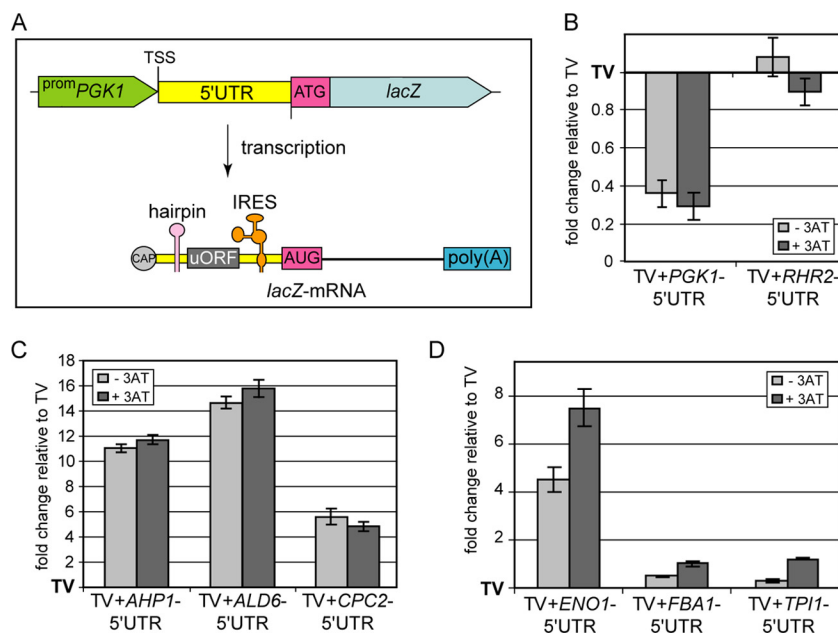 A
TSS
promPGK1
5'UTR
ATG
lacZ
transcription
hairpin
IRES
CAP
uORF
AUG
poly(A)
lacZ-mRNA
B
fold change relative to TV
TV
0.8
0.6
0.4
0.2
0
- 3AT
+ 3AT
TV+PGK1-
5'UTR
TV+RHR2-
5'UTR
C
fold change relative to TV
18
16
14
12
10
8
6
4
2
TV
- 3AT
+ 3AT
TV+AHP1-
5'UTR
TV+ALD6-
5'UTR
TV+CPC2-
5'UTR
D
fold change relative to TV
8
6
4
2
TV
- 3AT
+ 3AT
TV+ENO1-
5'UTR
TV+FBA1-
5'UTR
TV+TPI1-
5'UTR